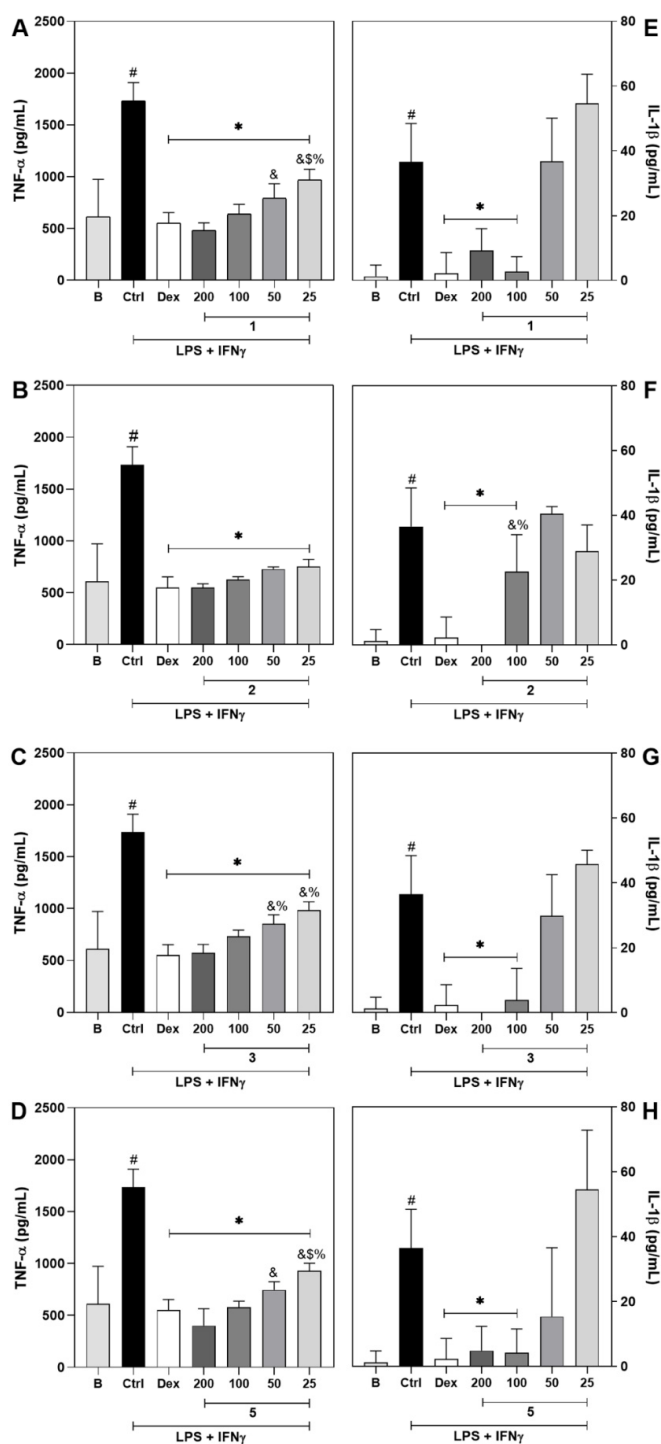 A
TNF-α (pg/mL)
2500
2000
1500
1000
500
0
#
*
&
&$%
B Ctrl Dex 200 100 50 25
1
LPS + IFNγ
E
IL-1β (pg/mL)
80
60
40
20
0
#
*
B Ctrl Dex 200 100 50 25
1
LPS + IFNγ
B
TNF-α (pg/mL)
2500
2000
1500
1000
500
0
#
*
B Ctrl Dex 200 100 50 25
2
LPS + IFNγ
F
IL-1β (pg/mL)
80
60
40
20
0
#
*
&%
B Ctrl Dex 200 100 50 25
2
LPS + IFNγ
C
TNF-α (pg/mL)
2500
2000
1500
1000
500
0
#
*
&%
&%
B Ctrl Dex 200 100 50 25
3
LPS + IFNγ
G
IL-1β (pg/mL)
80
60
40
20
0
#
*
B Ctrl Dex 200 100 50 25
3
LPS + IFNγ
D
TNF-α (pg/mL)
2500
2000
1500
1000
500
0
#
*
&
&$%
B Ctrl Dex 200 100 50 25
5
LPS + IFNγ
H
IL-1β (pg/mL)
80
60
40
20
0
#
*
B Ctrl Dex 200 100 50 25
5
LPS + IFNγ